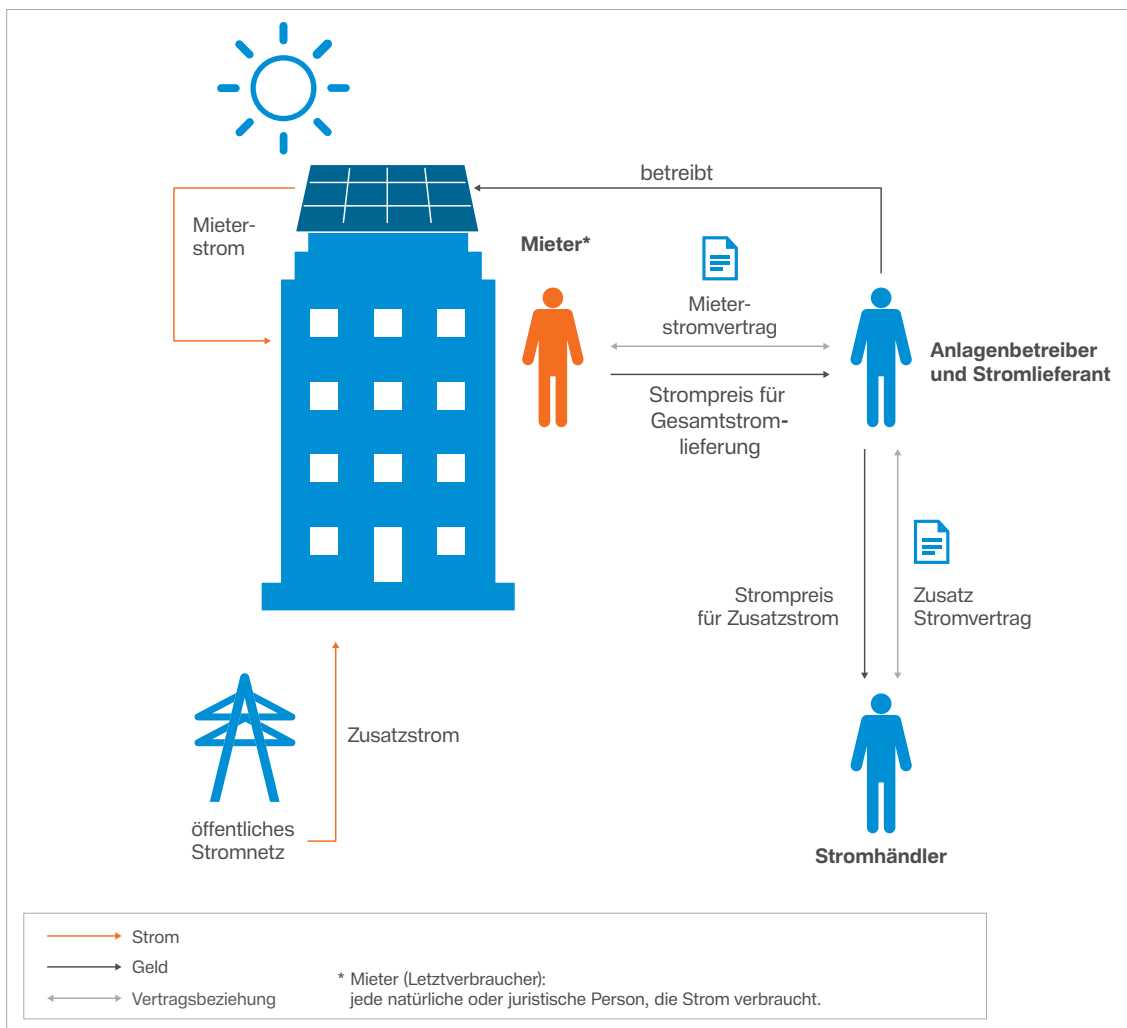 betreibt
Mieter-
strom
Mieter*
Mieter-
stromvertrag
Anlagenbetreiber
und Stromlieferant
Strompreis für
Gesamtstrom-
lieferung
Strompreis
für Zusatzstrom
Zusatz
Stromvertrag
Zusatzstrom
öffentliches
Stromnetz
Stromhändler
Strom
Geld
Vertragsbeziehung
* Mieter (Letztverbraucher):
jede natürliche oder juristische Person, die Strom verbraucht.